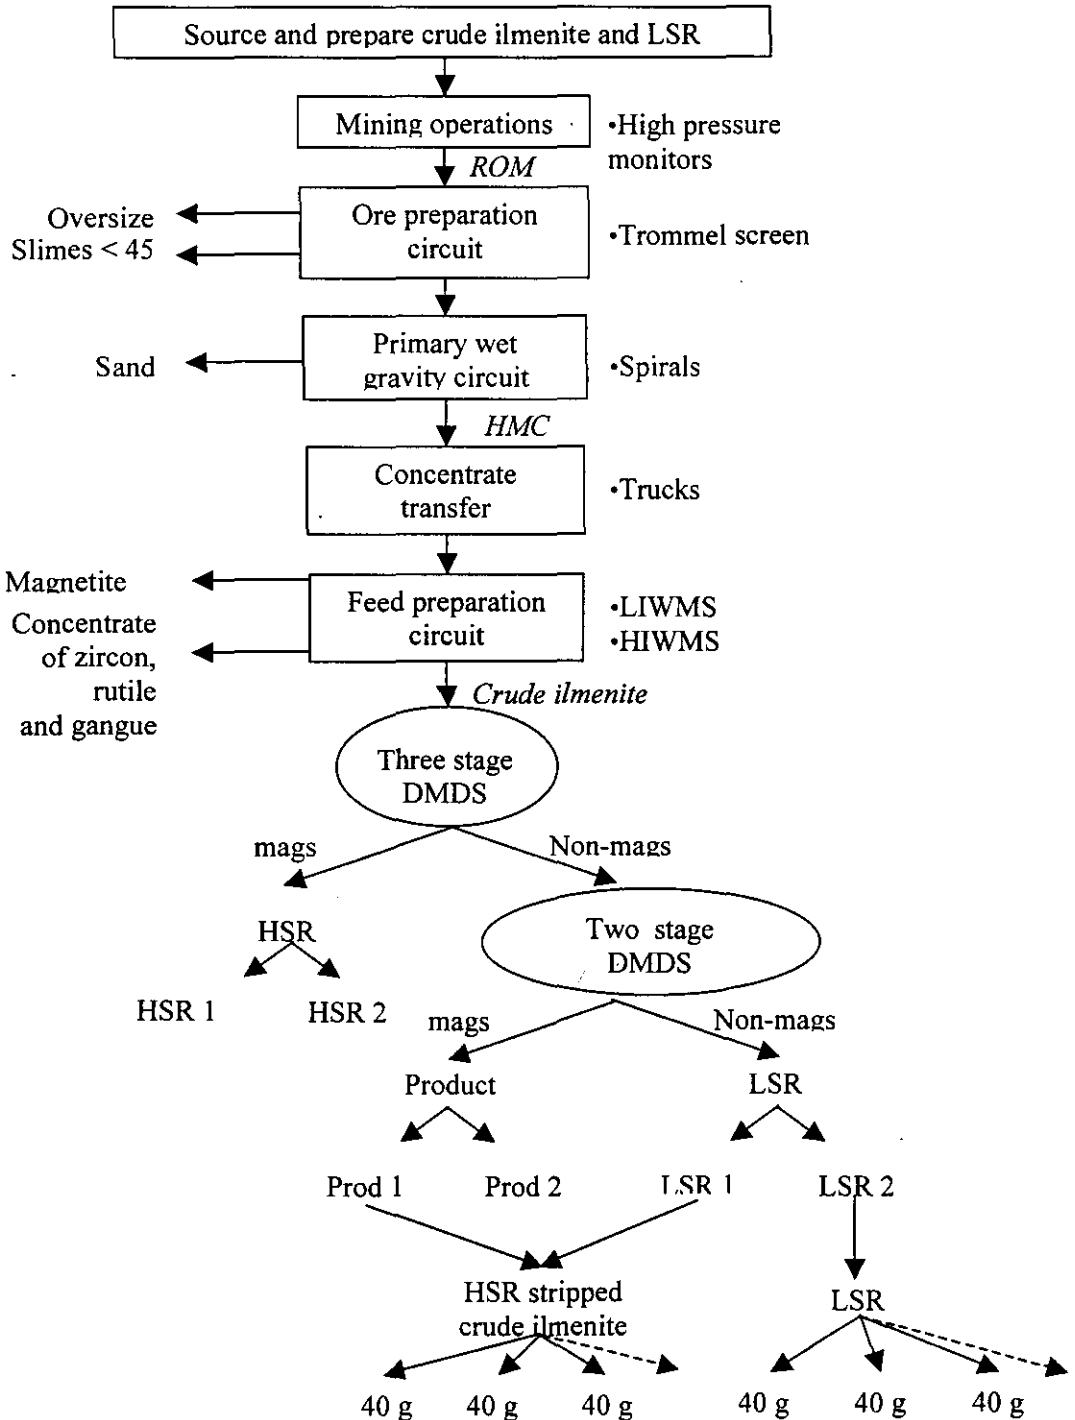 Source and prepare crude ilmenite and LSR
Mining operations
•High pressure
monitors
ROM
Oversize
Slimes < 45
Ore preparation
circuit
•Trommel screen
Sand
Primary wet
gravity circuit
•Spirals
HMC
Concentrate
transfer
•Trucks
Magnetite
Concentrate
of zircon,
rutile
and gangue
Feed preparation
circuit
•LIWMS
•HIWMS
Crude ilmenite
Three stage
DMDS
mags
Non-mags
HSR
Two stage
DMDS
HSR 1
HSR 2
mags
Non-mags
Product
LSR
Prod 1
Prod 2
LSR 1
LSR 2
HSR stripped
crude ilmenite
LSR
40 g
40 g
40 g
40 g
40 g
40 g